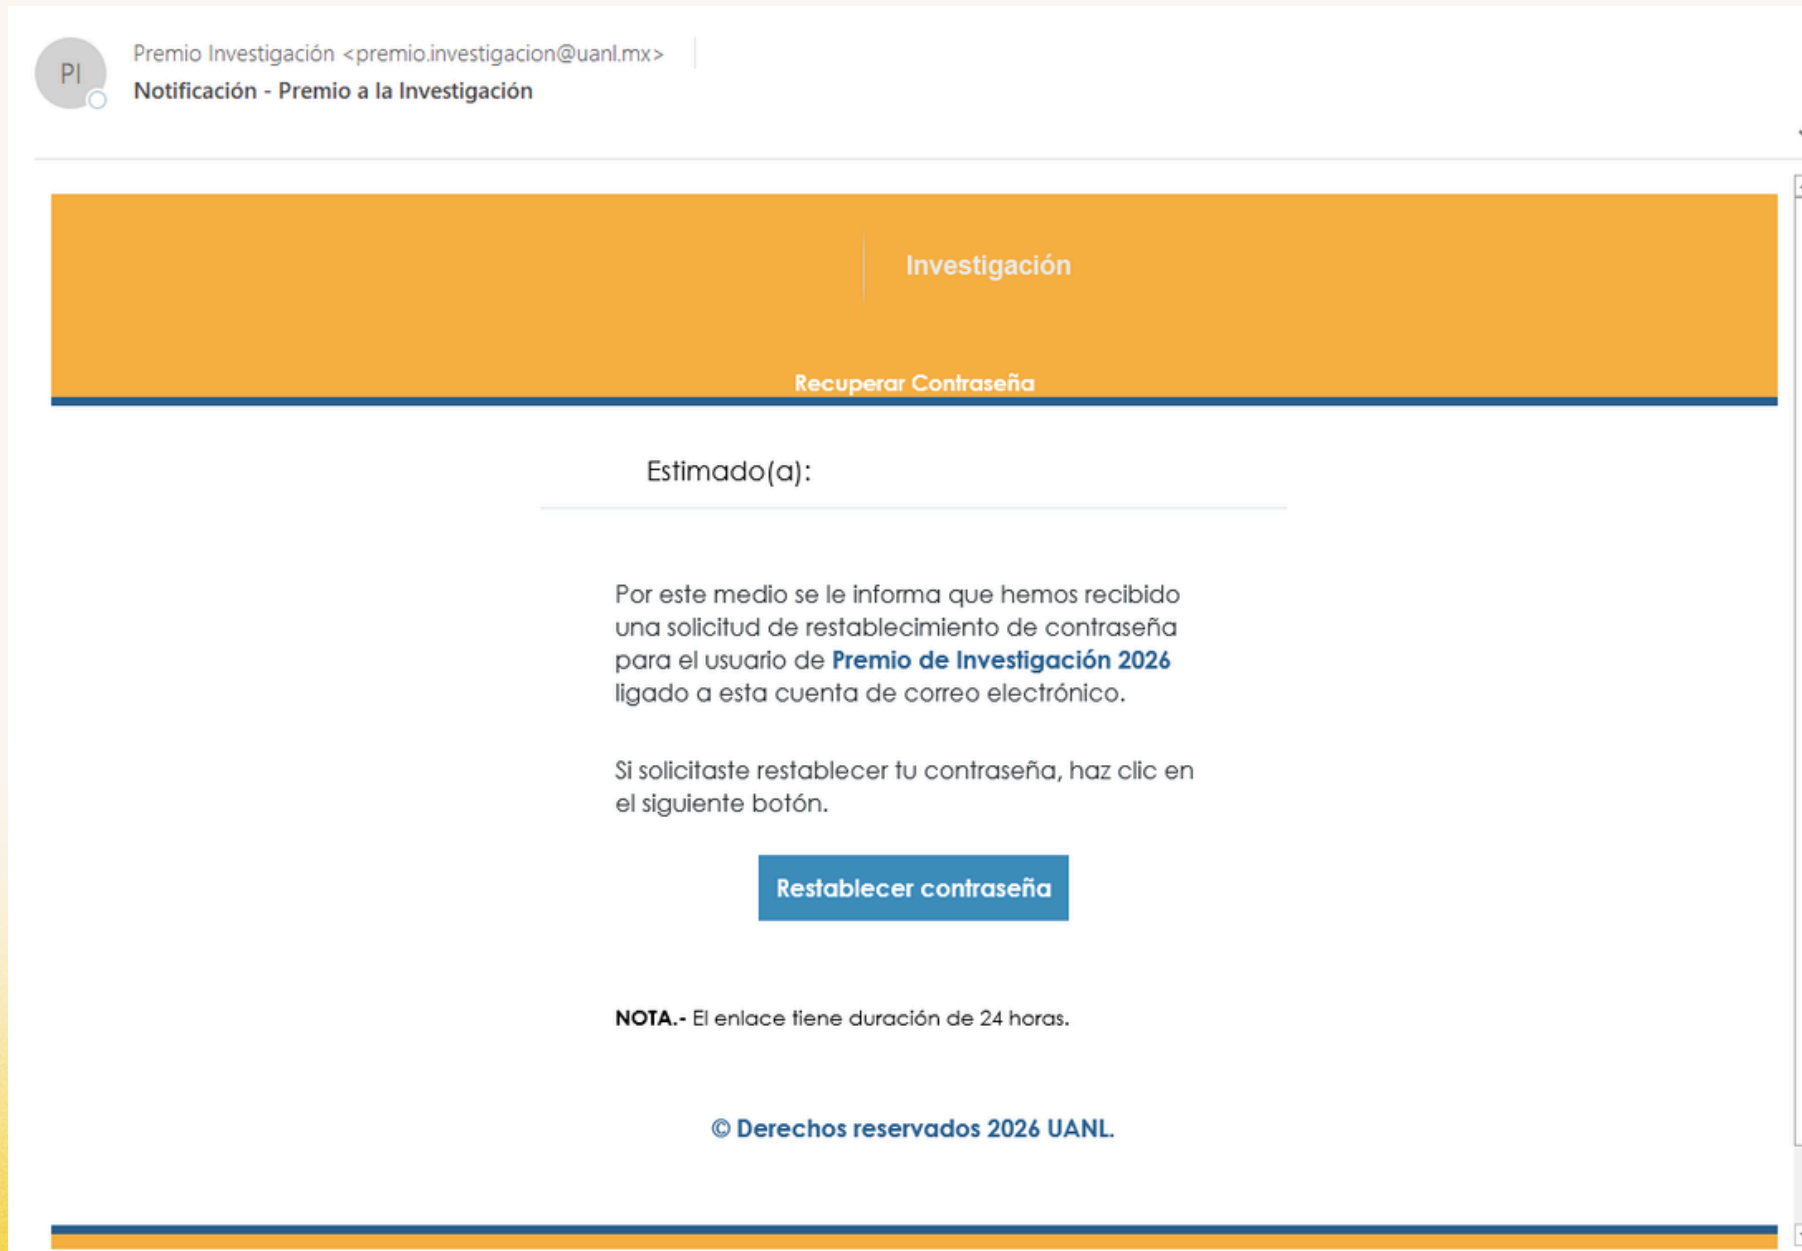 PI
Premio Investigación <premio.investigacion@uanl.mx>
Notificación - Premio a la Investigación
Investigación
Recuperar Contraseña
Estimado(a):
Por este medio se le informa que hemos recibido
una solicitud de restablecimiento de contraseña
para el usuario de Premio de Investigación 2026
ligado a esta cuenta de correo electrónico.
Si solicitaste restablecer tu contraseña, haz clic en
el siguiente botón.
Restablecer contraseña
NOTA.- El enlace tiene duración de 24 horas.
© Derechos reservados 2026 UANL.